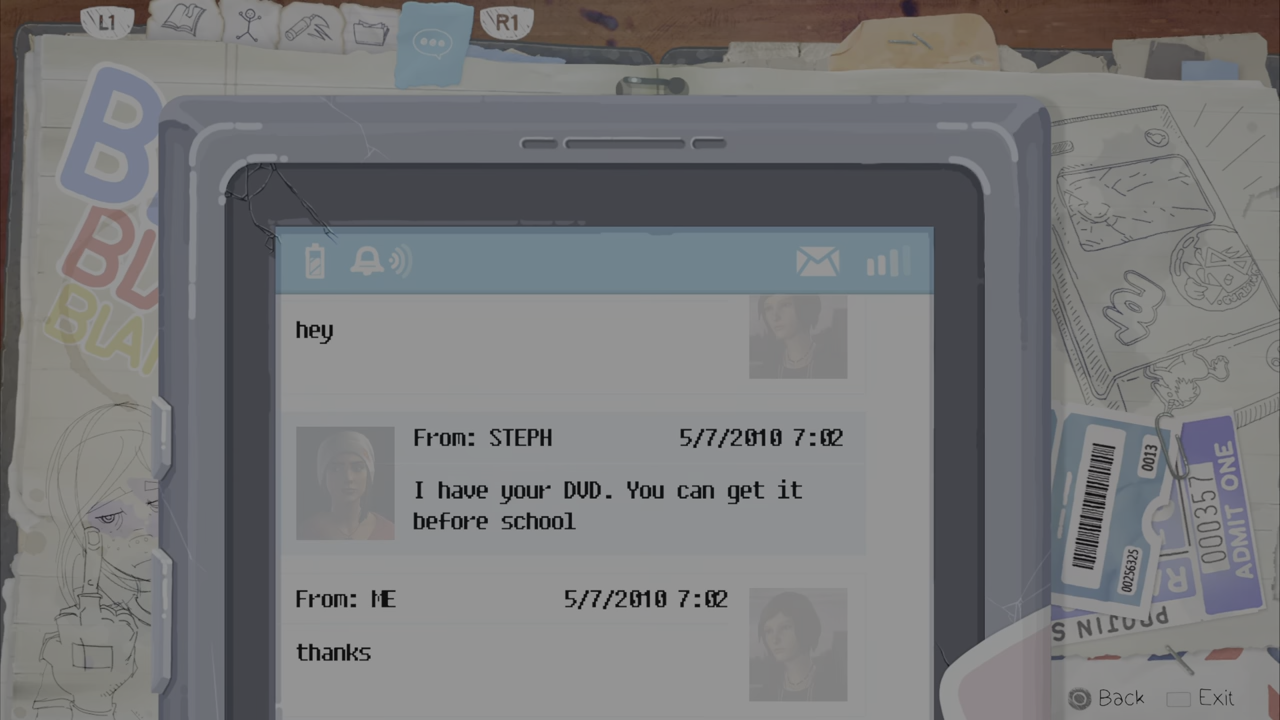 L1
R1
hey
From: STEPH 5/7/2010 7:02
I have your DVD. You can get it
before school
From: ME 5/7/2010 7:02
thanks
0013
00256325
000357
ADMIT ONE
Back
Exit